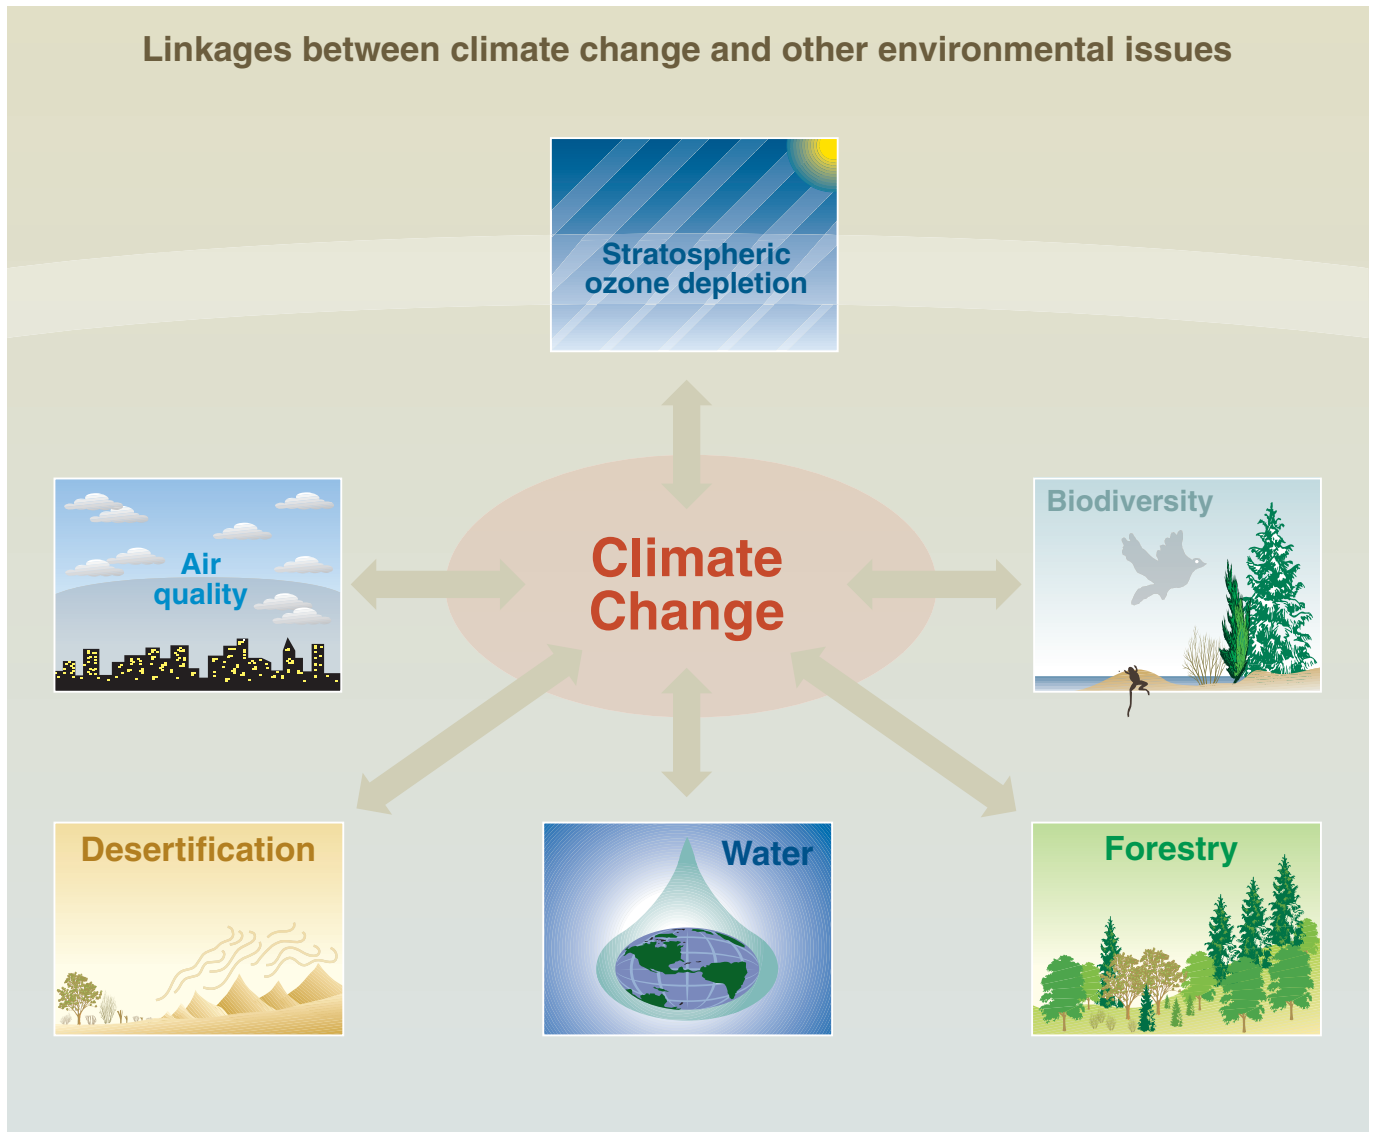 Linkages between climate change and other environmental issues
Stratospheric
ozone depletion
Air
quality
Climate
Change
Biodiversity
Desertification
Water
Forestry